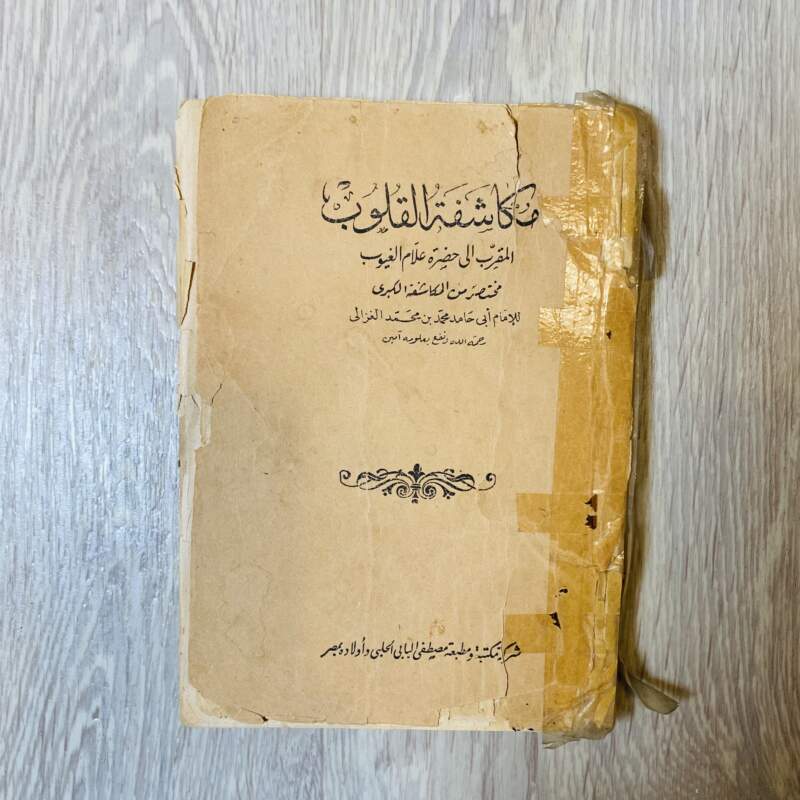 مكاشفة القلوب
المقرب الى حضرة علام الغيوب
مختصر من المكاشفة الكبرى
للإمام أبى حامد محمد بن محمد الغزالى
رحمه الله ونفع بعلومه آمين
شركة مكتبة ومطبعة مصطفى البابى الحلبى وأولاده بمصر